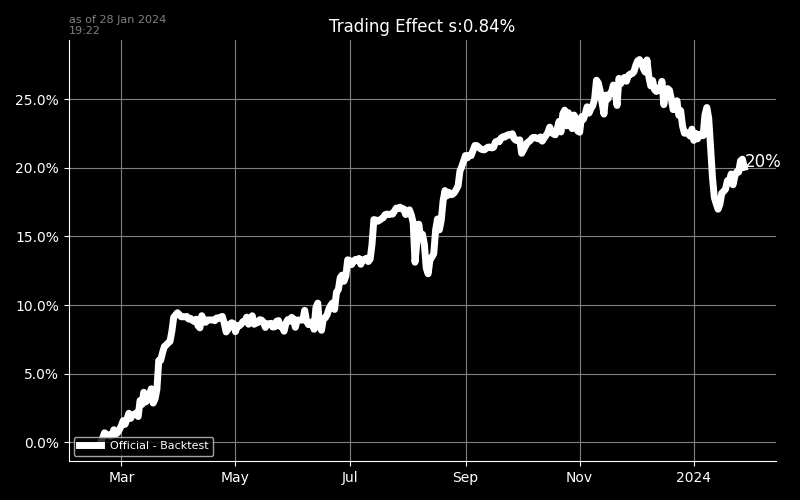 as of 28 Jan 2024
19:22
Trading Effect s:0.84%
25.0%
20.0%
20%
15.0%
10.0%
5.0%
0.0%
Official - Backtest
Mar May Jul Sep Nov 2024